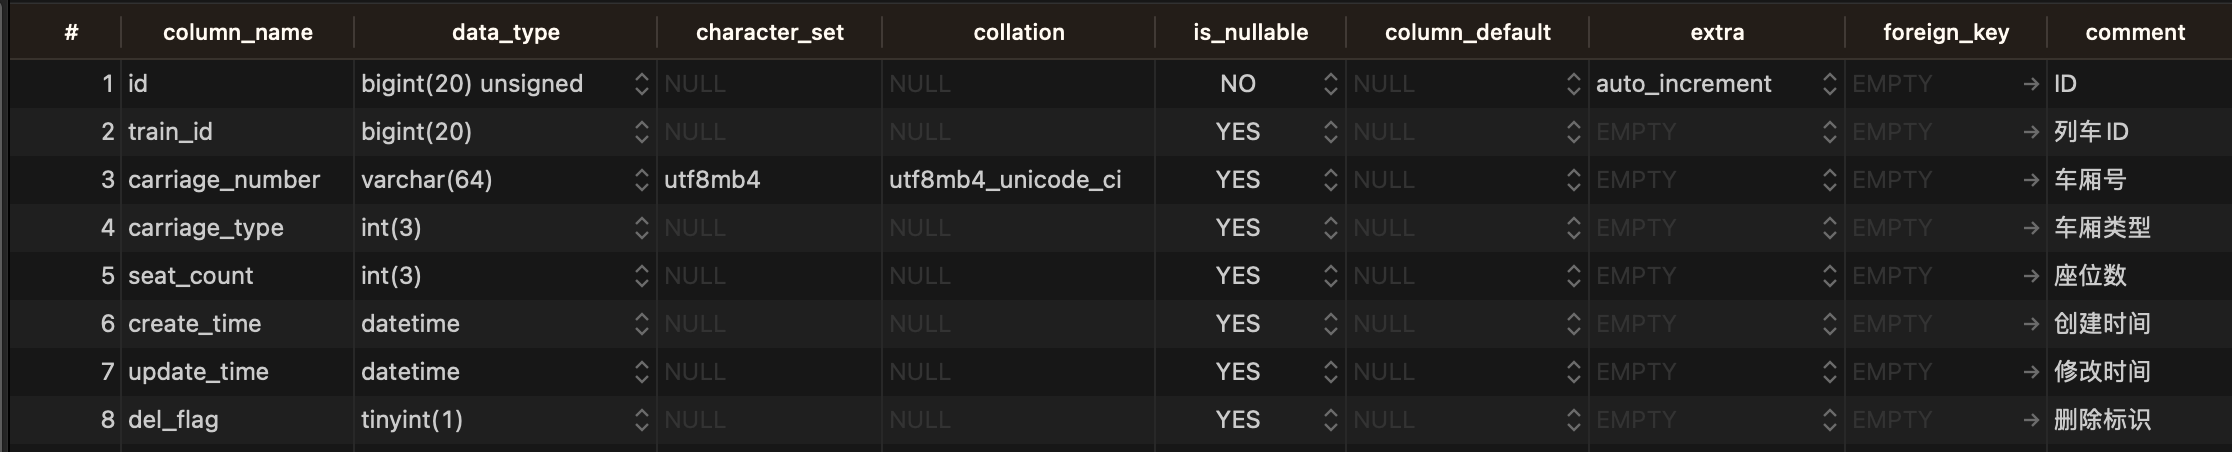 # column_name data_type character_set collation is_nullable column_default extra foreign_key comment
1 id bigint(20) unsigned NULL NULL NO NULL auto_increment EMPTY ID
2 train_id bigint(20) NULL NULL YES NULL EMPTY EMPTY 列车ID
3 carriage_number varchar(64) utf8mb4 utf8mb4_unicode_ci YES NULL EMPTY EMPTY 车厢号
4 carriage_type int(3) NULL NULL YES NULL EMPTY EMPTY 车厢类型
5 seat_count int(3) NULL NULL YES NULL EMPTY EMPTY 座位数
6 create_time datetime NULL NULL YES NULL EMPTY EMPTY 创建时间
7 update_time datetime NULL NULL YES NULL EMPTY EMPTY 修改时间
8 del_flag tinyint(1) NULL NULL YES NULL EMPTY EMPTY 删除标识